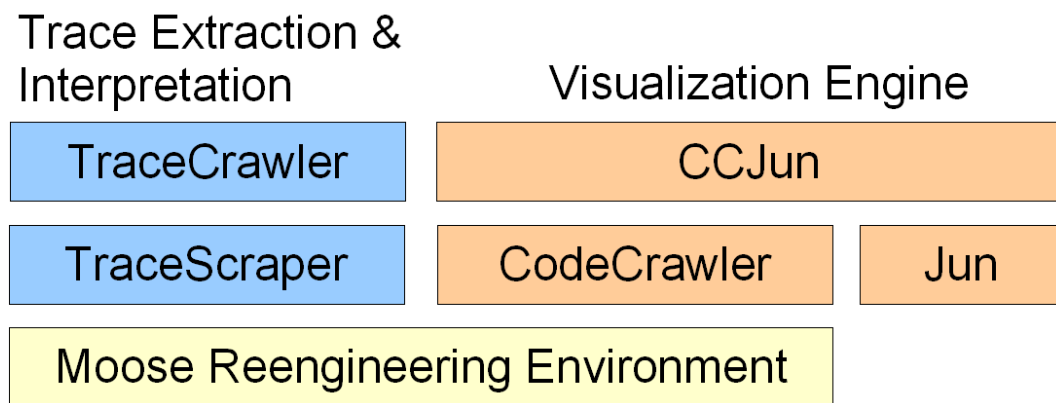 Trace Extraction &
Interpretation
Visualization Engine
TraceCrawler
CCJun
TraceScraper
CodeCrawler
Jun
Moose Reengineering Environment